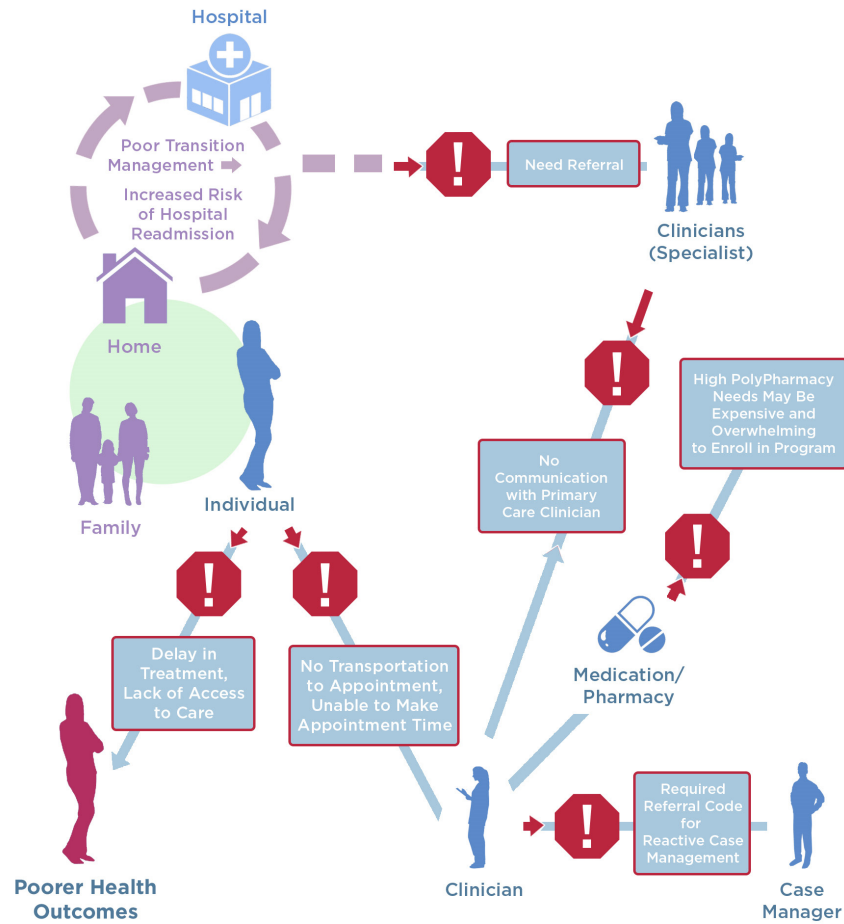 Hospital
Poor Transition
Management
Increased Risk
of Hospital
Readmission
!
Need Referral
Clinicians
(Specialist)
Home
Family
Individual
!
High PolyPharmacy
Needs May Be
Expensive and
Overwhelming
to Enroll in Program
No
Communication
with Primary
Care Clinician
!
!
!
Delay in
Treatment,
Lack of Access
to Care
No Transportation
to Appointment,
Unable to Make
Appointment Time
Medication/
Pharmacy
!
Required
Referral Code
for
Reactive Case
Management
Poorer Health
Outcomes
Clinician
Case
Manager